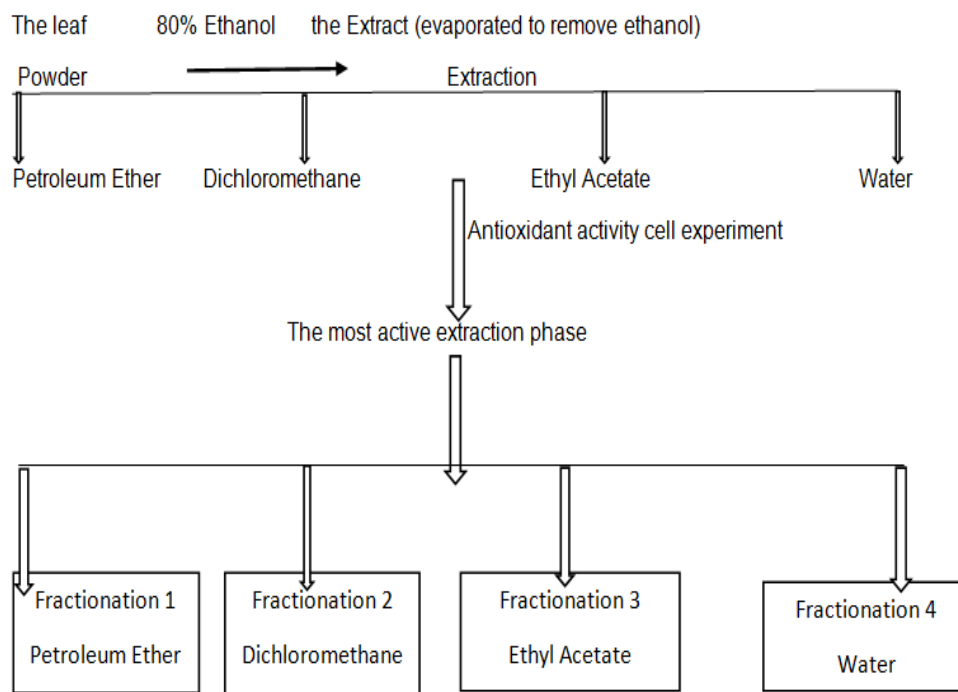 The leaf 80% Ethanol the Extract (evaporated to remove ethanol)
Powder Extraction
Petroleum Ether Dichloromethane Ethyl Acetate Water
Antioxidant activity cell experiment
The most active extraction phase
Fractionation 1 Fractionation 2 Fractionation 3 Fractionation 4
Petroleum Ether Dichloromethane Ethyl Acetate Water